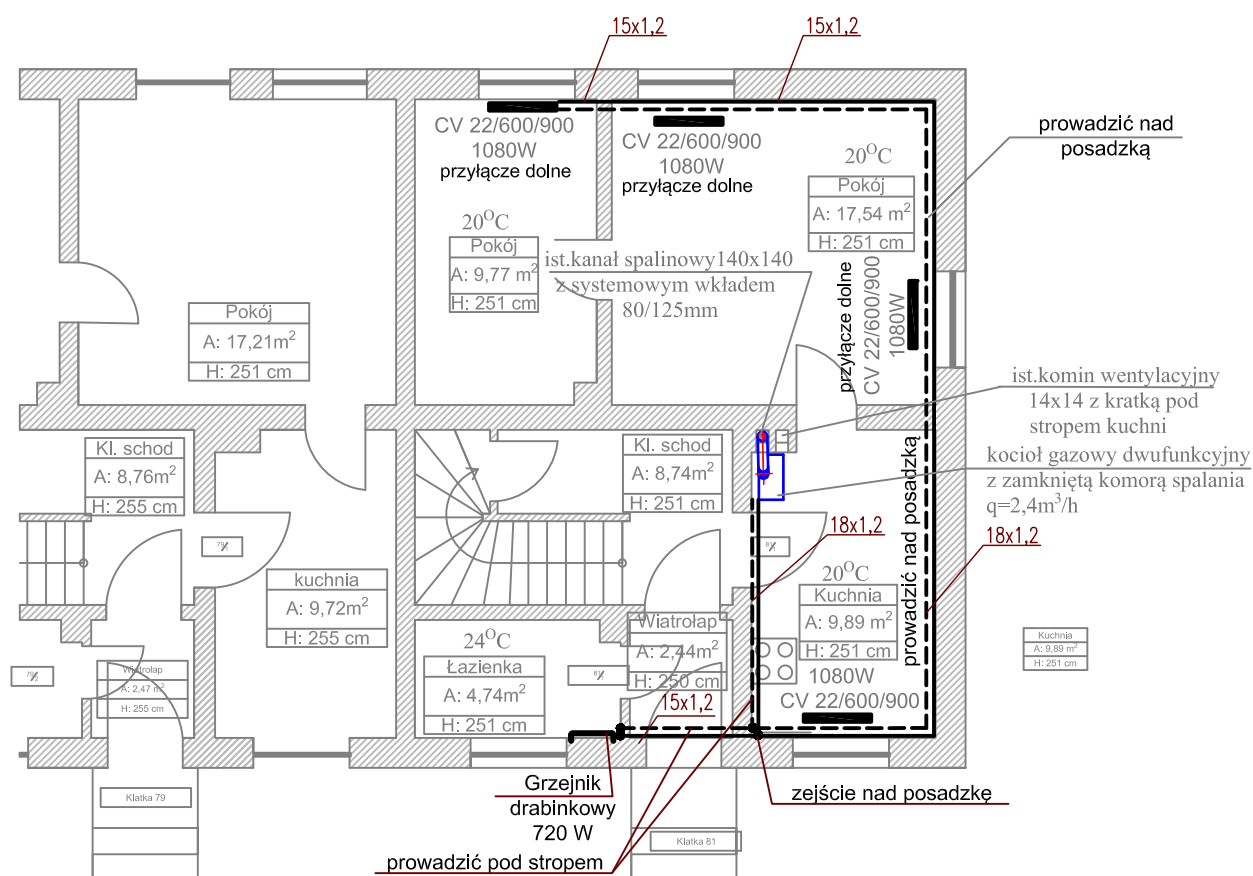 15x1,2
15x1,2
CV 22/600/900
1080W
przyłącze dolne
CV 22/600/900
1080W
przyłącze dolne
prowadzić nad
posadzką
20°C
Pokój
A: 17,54 m²
H: 251 cm
20°C
Pokój
A: 9,77 m²
H: 251 cm
ist.kanał spalinowy140x140
z systemowym wkładem
80/125mm
przyłącze dolne
CV 22/600/900
1080W
Pokój
A: 17,21m²
H: 251 cm
ist.komin wentylacyjny
14x14 z kratką pod
stropem kuchni
kocioł gazowy dwufunkcyjny
z zamkniętą komorą spalania
q=2,4m³/h
Kl. schod
A: 8,76m²
H: 255 cm
Kl. schod
A: 8,74m²
H: 251 cm
prowadzić nad posadzką
18x1,2
18x1,2
kuchnia
A: 9,72m²
H: 255 cm
20°C
Kuchnia
A: 9,89 m²
H: 251 cm
1080W
CV 22/600/900
24°C
Łazienka
A: 4,74m²
H: 251 cm
Wiatrołap
A: 2,44m²
H: 250 cm
15x1,2
Wiatrołap
A: 2,47 m²
H: 255 cm
Kuchnia
A: 9,89 m²
H: 251 cm
Grzejnik
drabinkowy
720 W
zejście nad posadzkę
prowadzić pod stropem
Klatka 79
Klatka 81